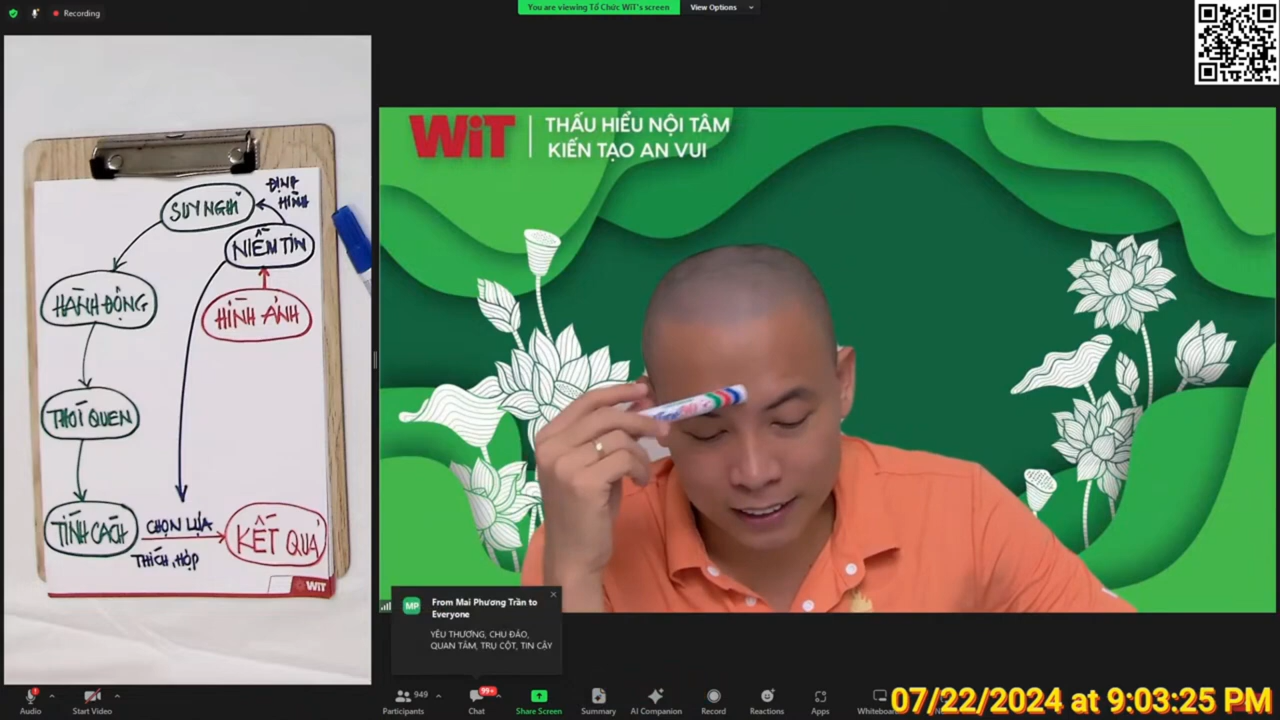 Recording
You are viewing Tổ Chức WiT's screen
View Options
ĐỊNH
HÌNH
SUY NGHĨ
NIỀM TIN
HÀNH ĐỘNG
HÌNH ẢNH
THÓI QUEN
TÍNH CÁCH
CHỌN LỰA
THÍCH HỢP
KẾT QUẢ
WiT
WiT
THẤU HIỂU NỘI TÂM
KIẾN TẠO AN VUI
MP
From Mai Phương Trần to
Everyone
YÊU THƯƠNG, CHU ĐÁO,
QUAN TÂM, TRỤ CỘT, TIN CẬY
949
99+
Audio
Start Video
Participants
Chat
Share Screen
Summary
AI Companion
Record
Reactions
Apps
07/22/2024 at 9:03:25 PM